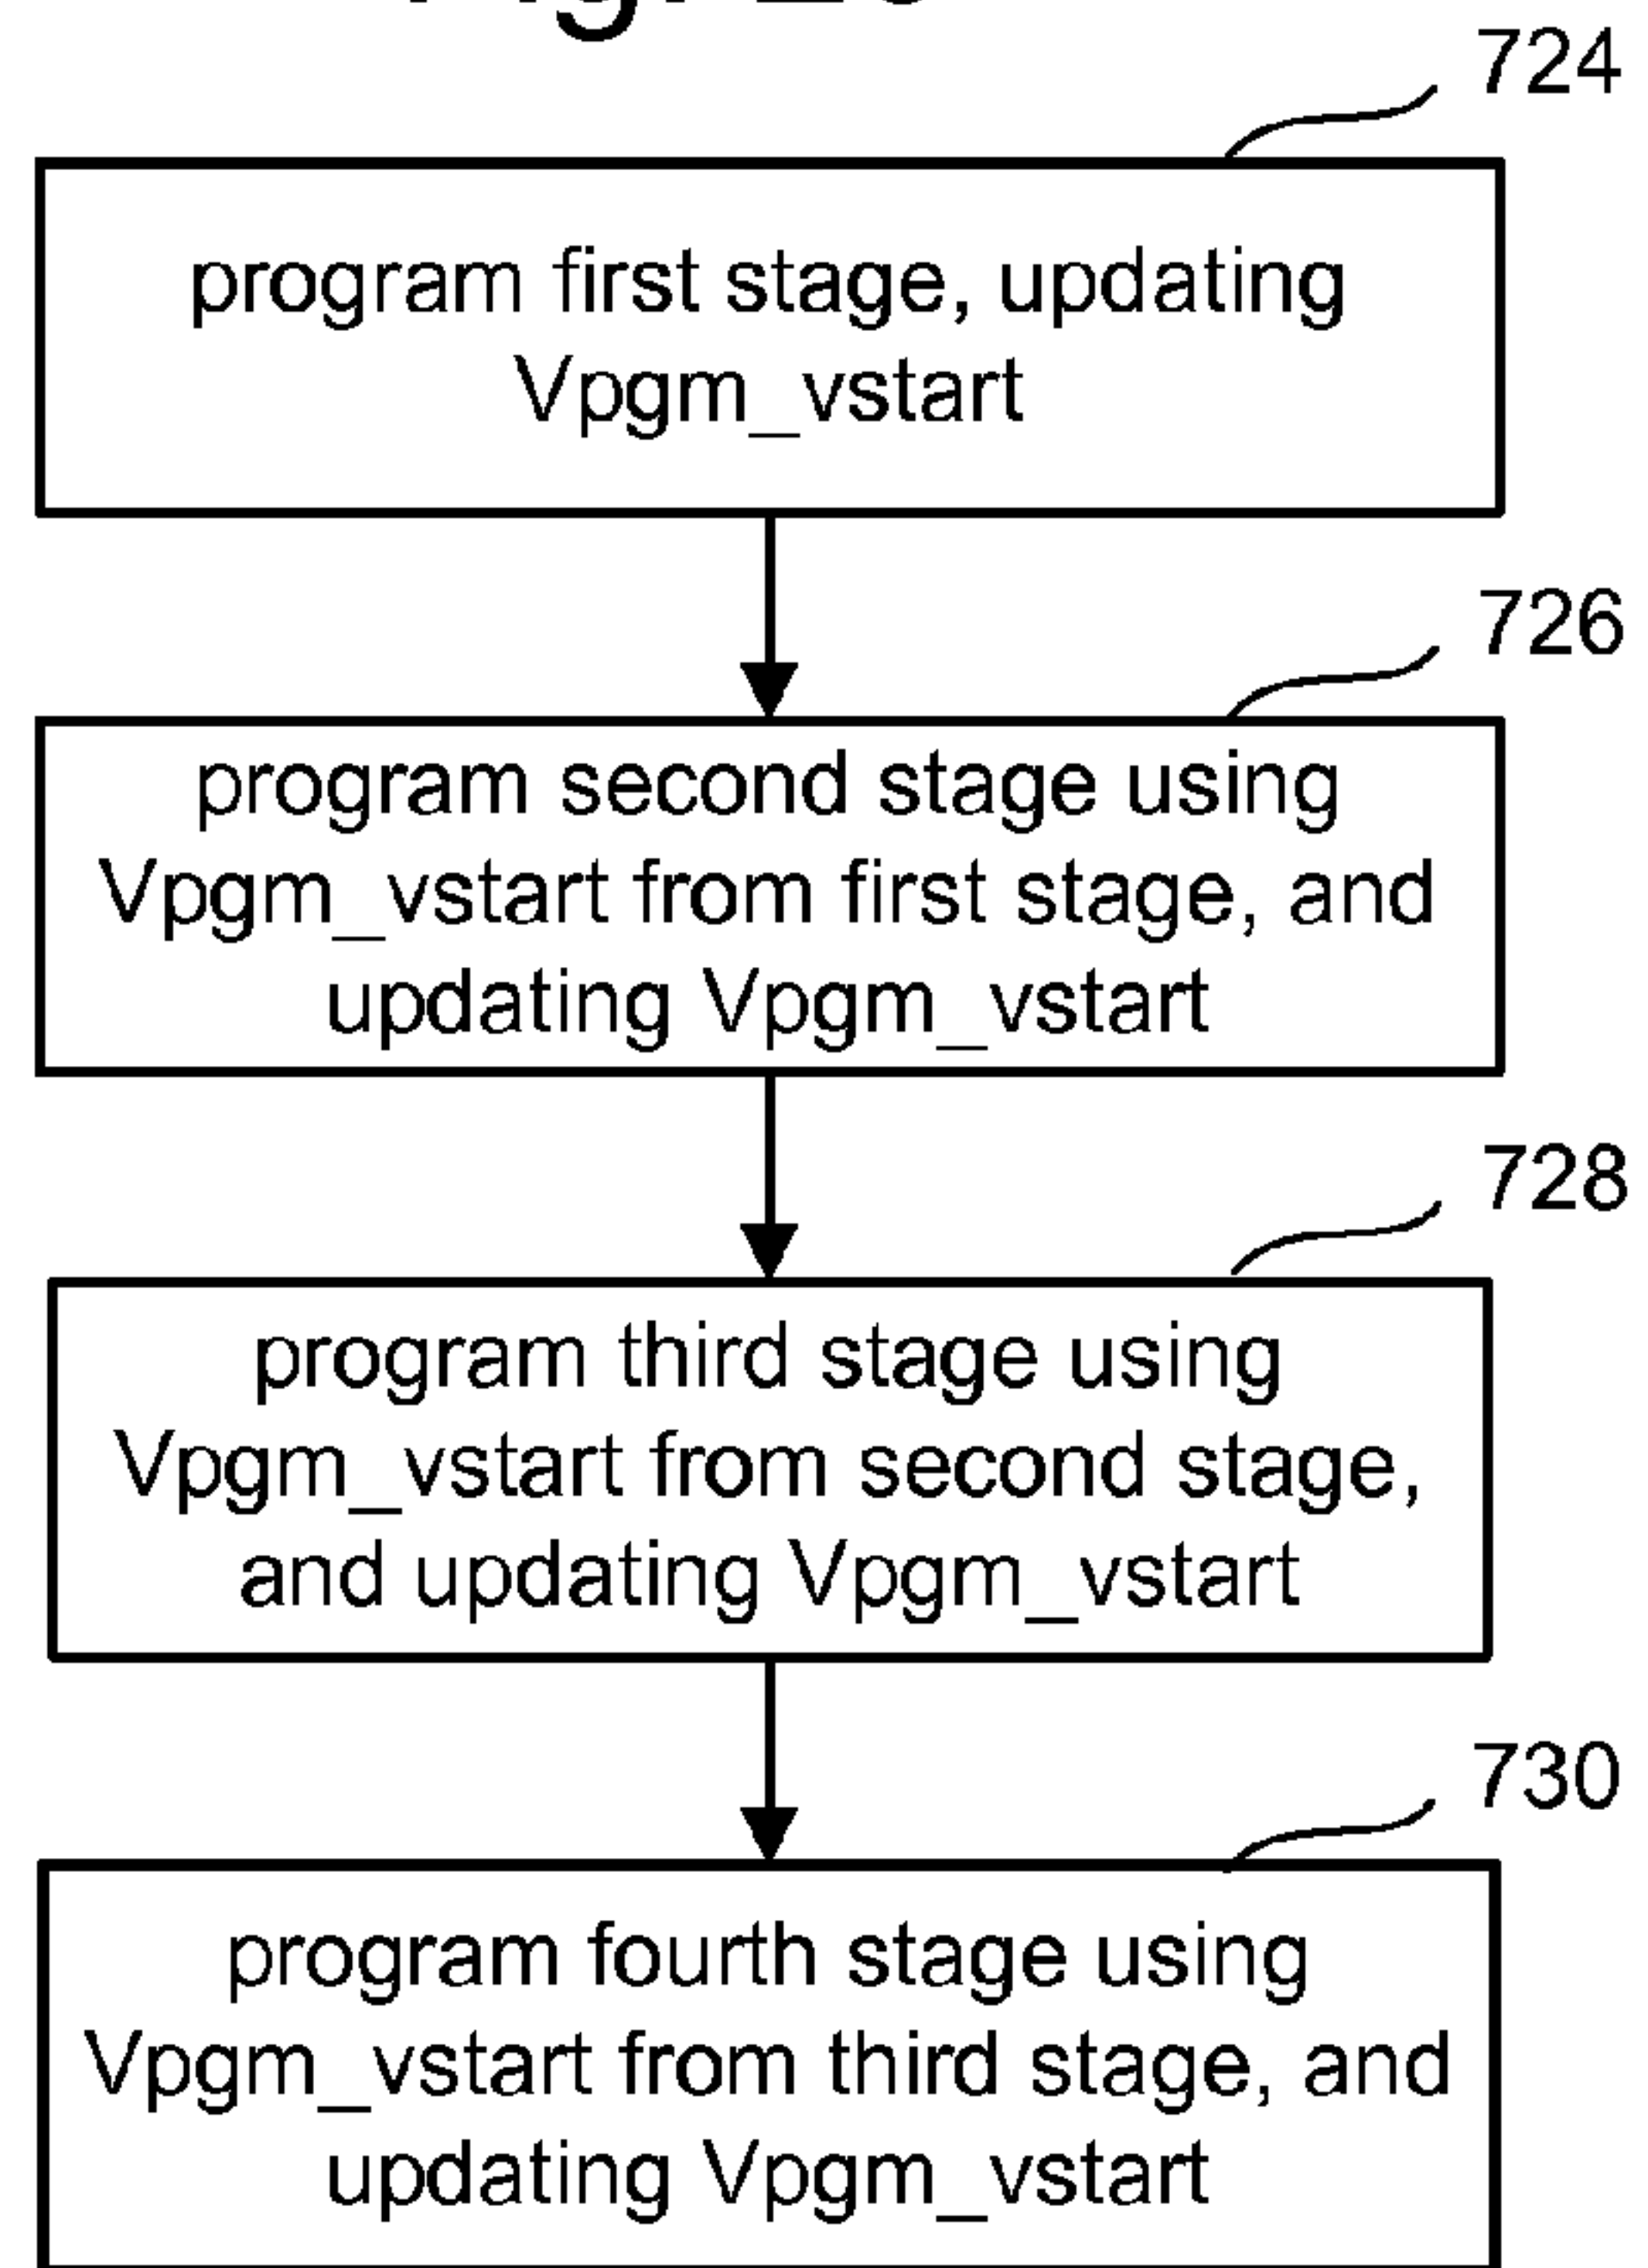 724
program first stage, updating
Vpgm_vstart
726
program second stage using
Vpgm_vstart from first stage, and
updating Vpgm_vstart
728
program third stage using
Vpgm_vstart from second stage,
and updating Vpgm_vstart
730
program fourth stage using
Vpgm_vstart from third stage, and
updating Vpgm_vstart